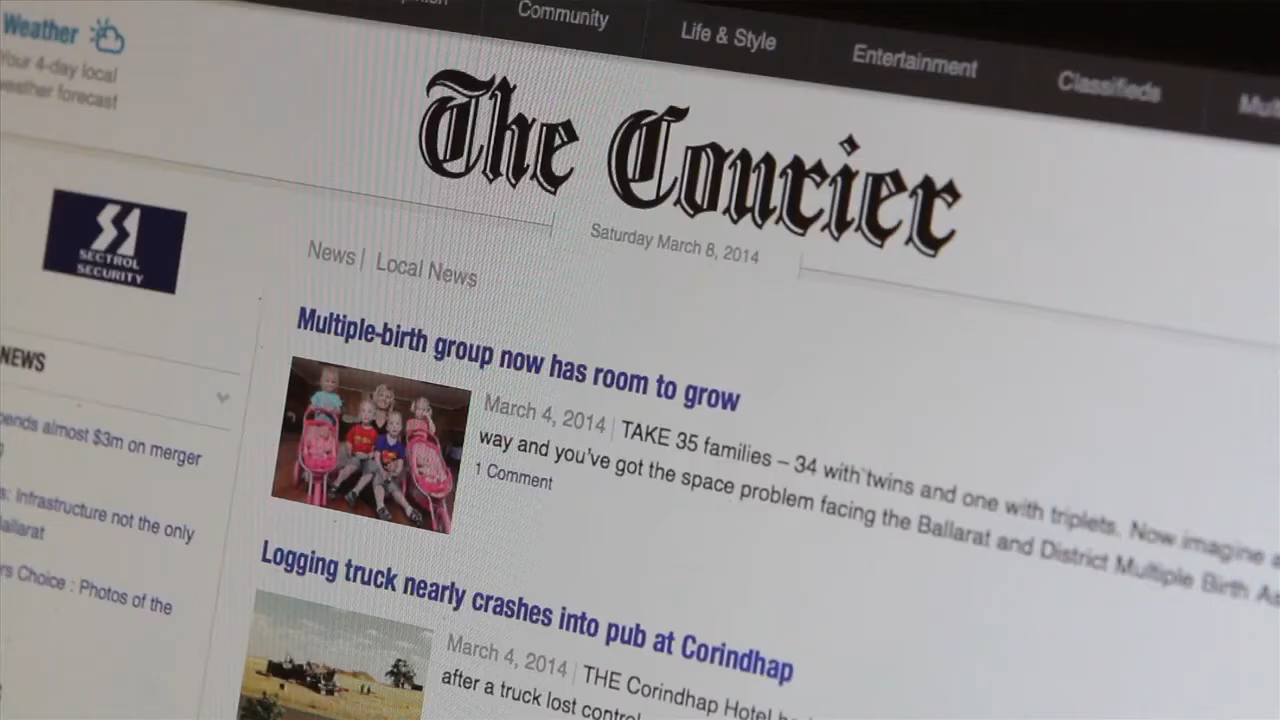 Community
Life & Style
Entertainment
Classifieds
Weather
Your 4-day local
weather forecast
The Courier
Saturday March 8, 2014
SECTROL
SECURITY
News | Local News
NEWS
almost $3m on merger
Infrastructure not the only
Choice : Photos of the
Multiple-birth group now has room to grow
March 4, 2014 | TAKE 35 families – 34 with twins and one with triplets. Now imagine
way and you've got the space problem facing the Ballarat and District Multiple Birth
1 Comment
Logging truck nearly crashes into pub at Corindhap
March 4, 2014 | THE Corindhap Hotel
after a truck lost control